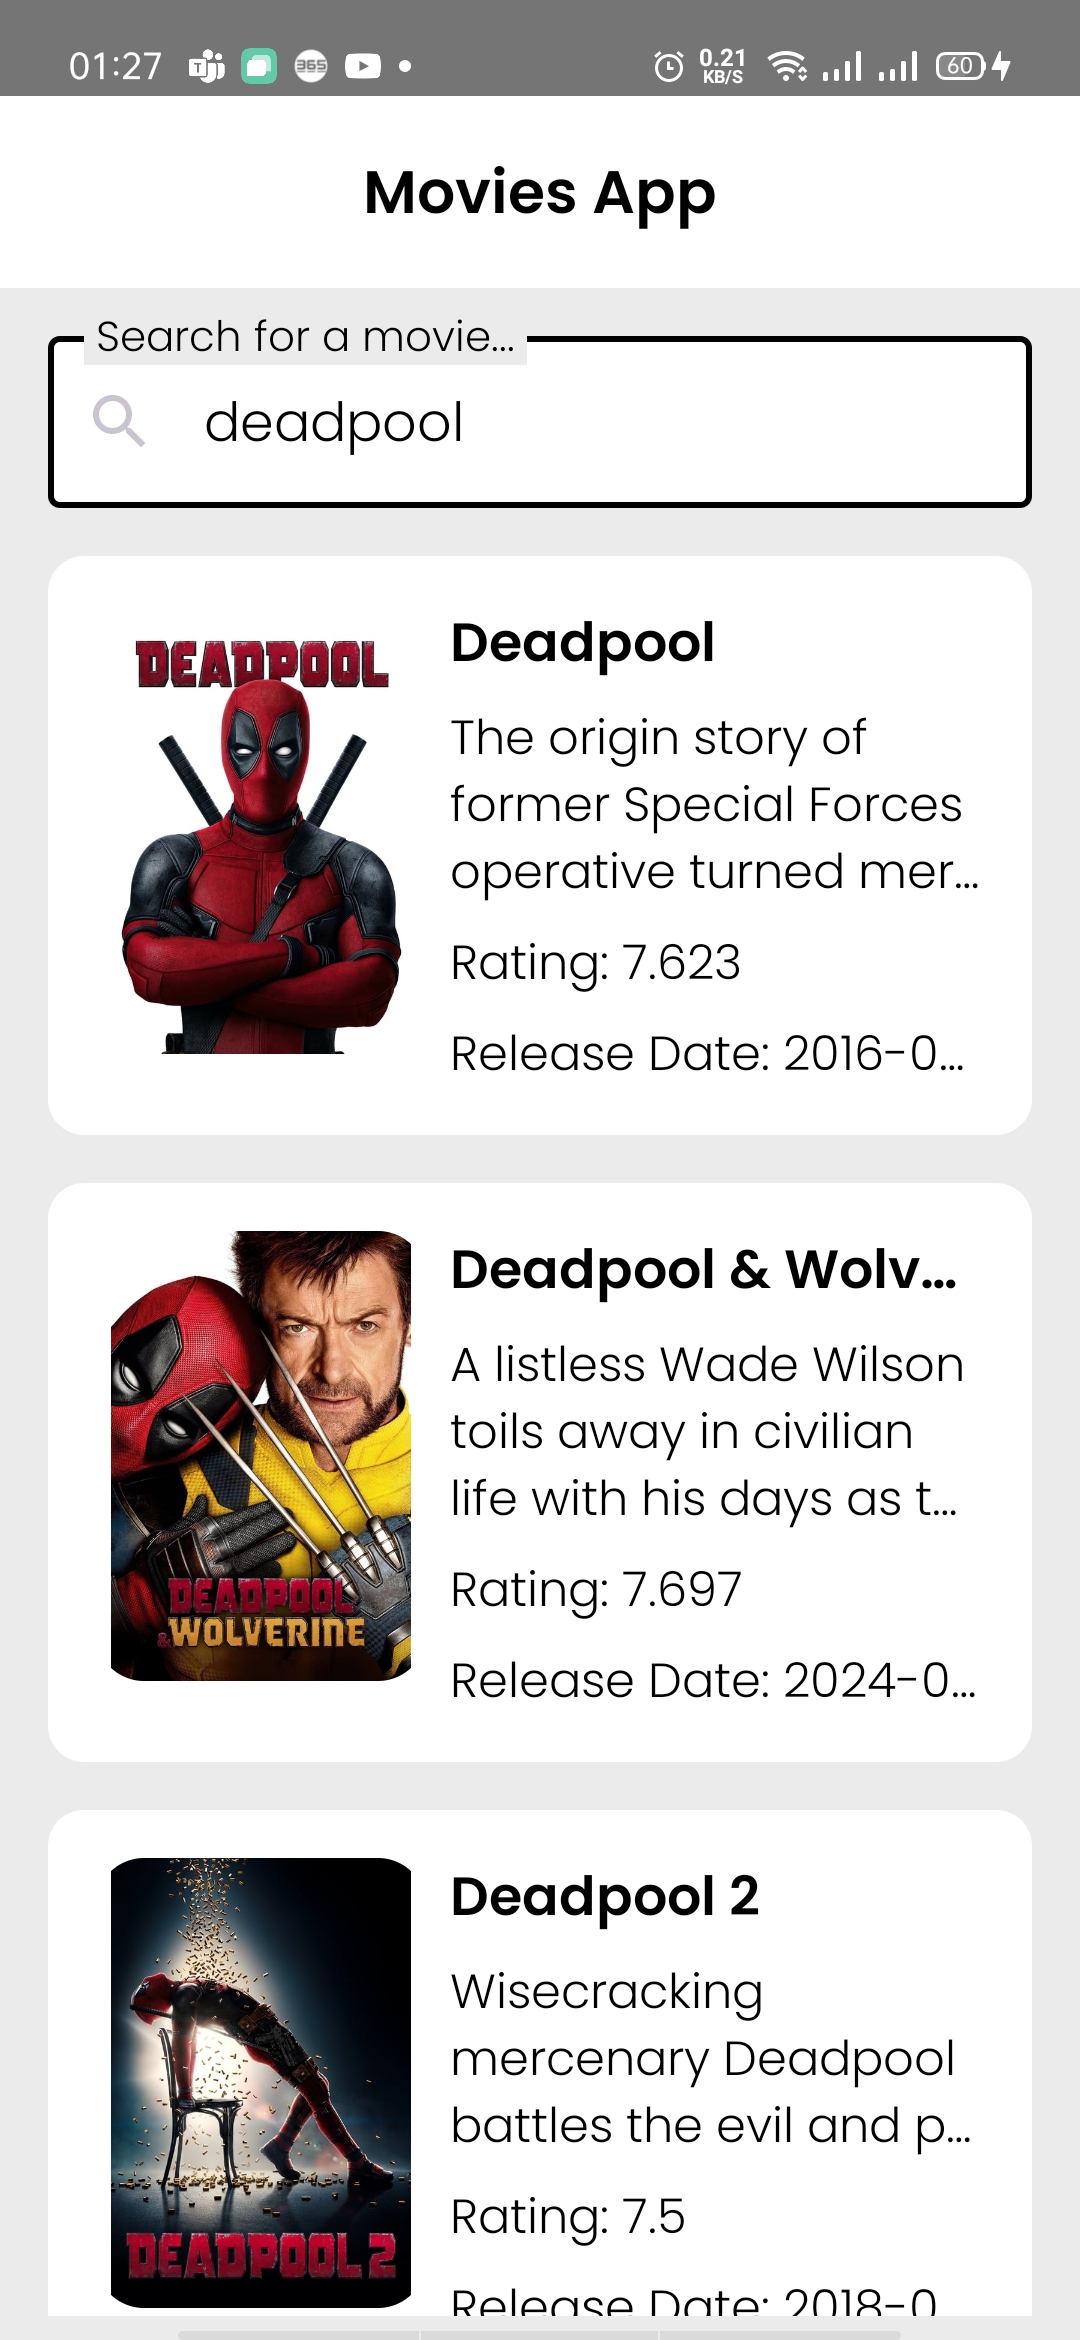 01:27
0.21
KB/S
60
Movies App
Search for a movie...
deadpool
DEADPOOL
Deadpool
The origin story of
former Special Forces
operative turned mer...
Rating: 7.623
Release Date: 2016-0...
DEADPOOL
&WOLVERINE
Deadpool & Wolv...
A listless Wade Wilson
toils away in civilian
life with his days as t...
Rating: 7.697
Release Date: 2024-0...
DEADPOOL 2
Deadpool 2
Wisecracking
mercenary Deadpool
battles the evil and p...
Rating: 7.5
Release Date: 2018-0